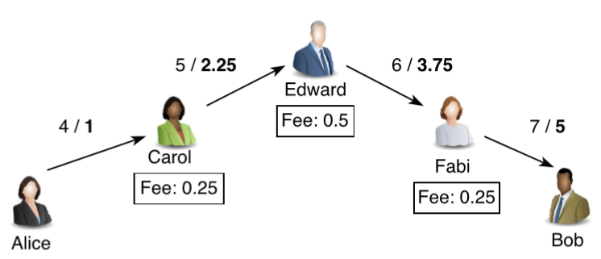 4 / 1
5 / 2.25
6 / 3.75
7 / 5
Alice
Carol
Fee: 0.25
Edward
Fee: 0.5
Fabi
Fee: 0.25
Bob